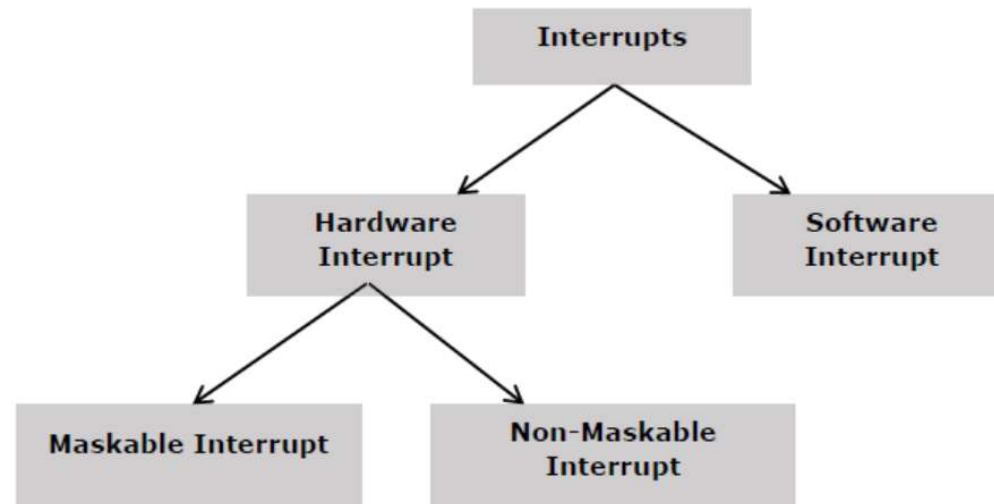 Interrupts
Hardware
Interrupt
Software
Interrupt
Maskable Interrupt
Non-Maskable
Interrupt